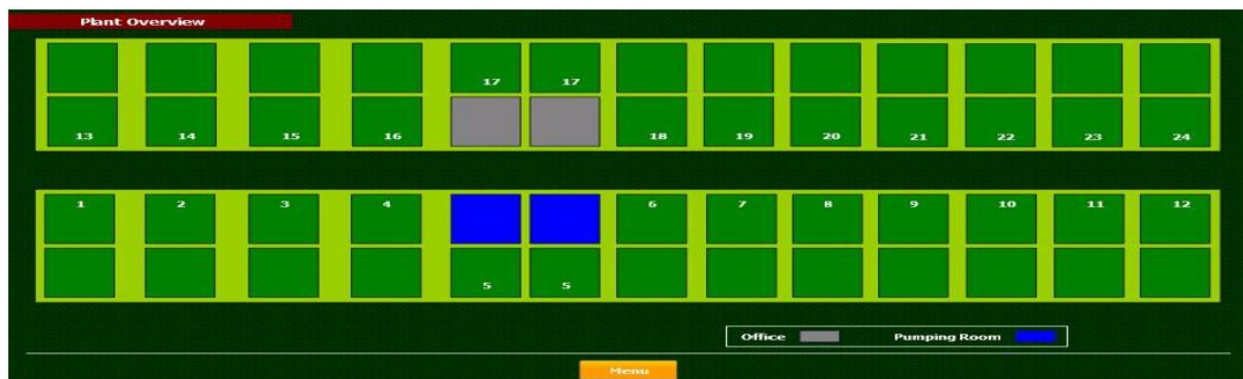 Plant Overview
17 17
13 14 15 16 18 19 20 21 22 23 24
1 2 3 4 6 7 8 9 10 11 12
5 5
Office Pumping Room
Menu